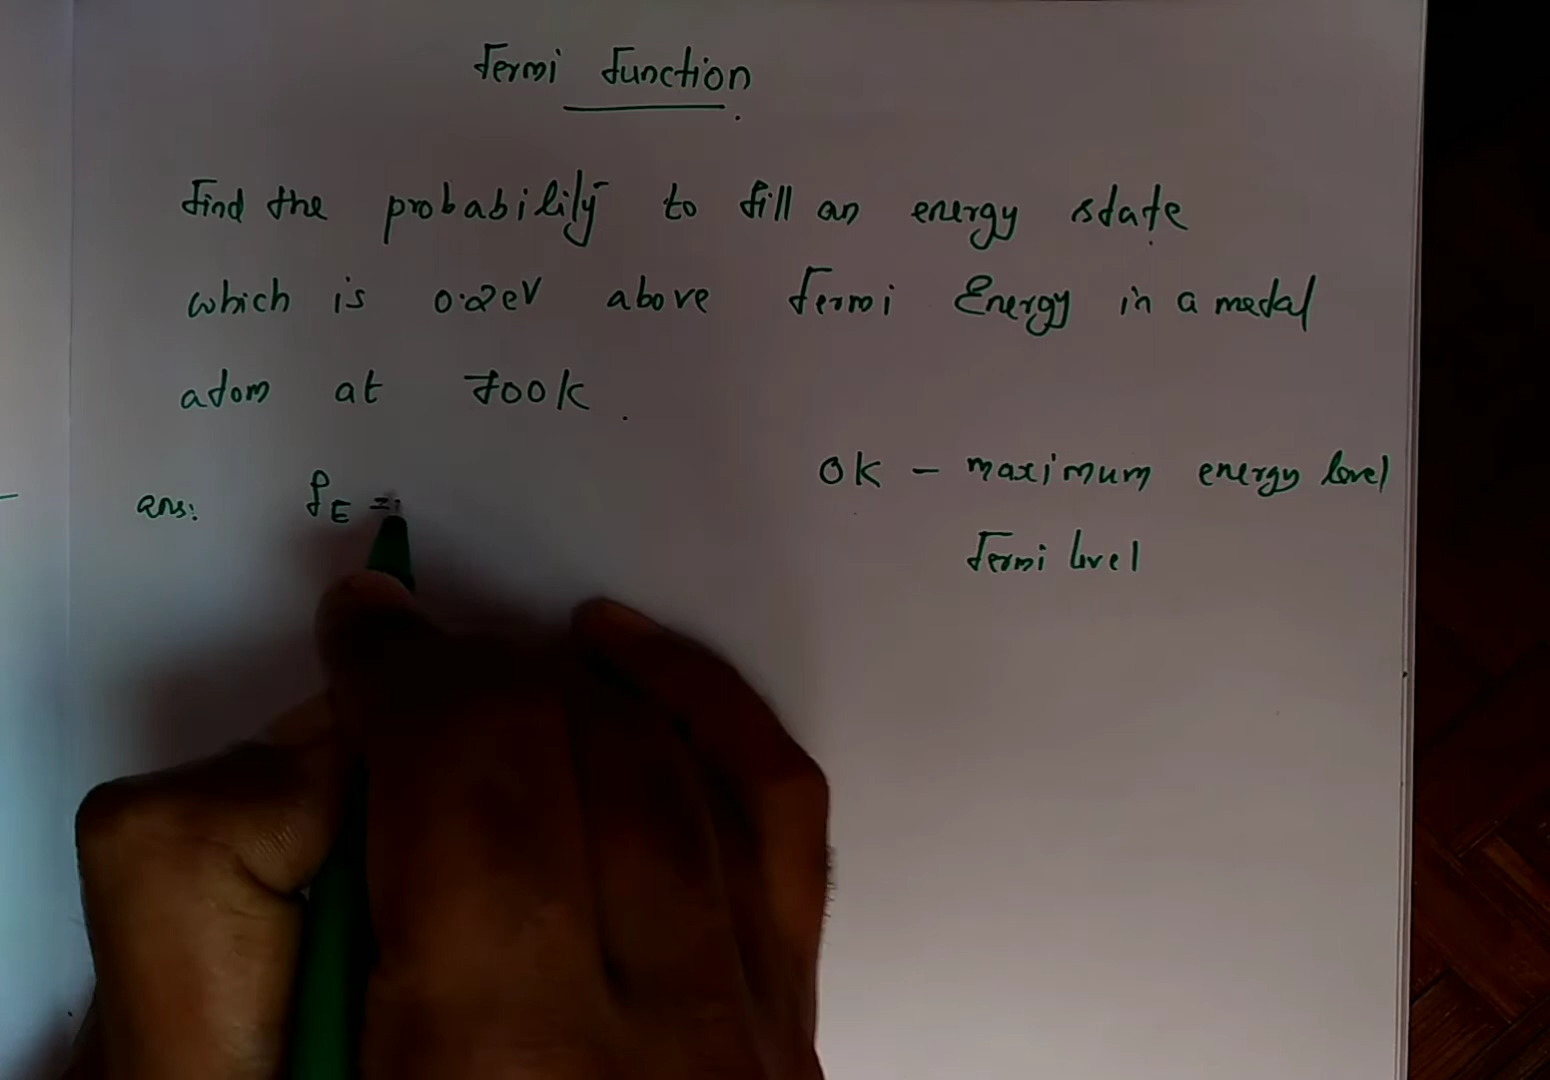 Fermi Function
Find the probability to fill an energy state
which is 0.2eV above Fermi Energy in a metal
atom at 700K.
OK - maximum energy level
ans: fE =
Fermi level